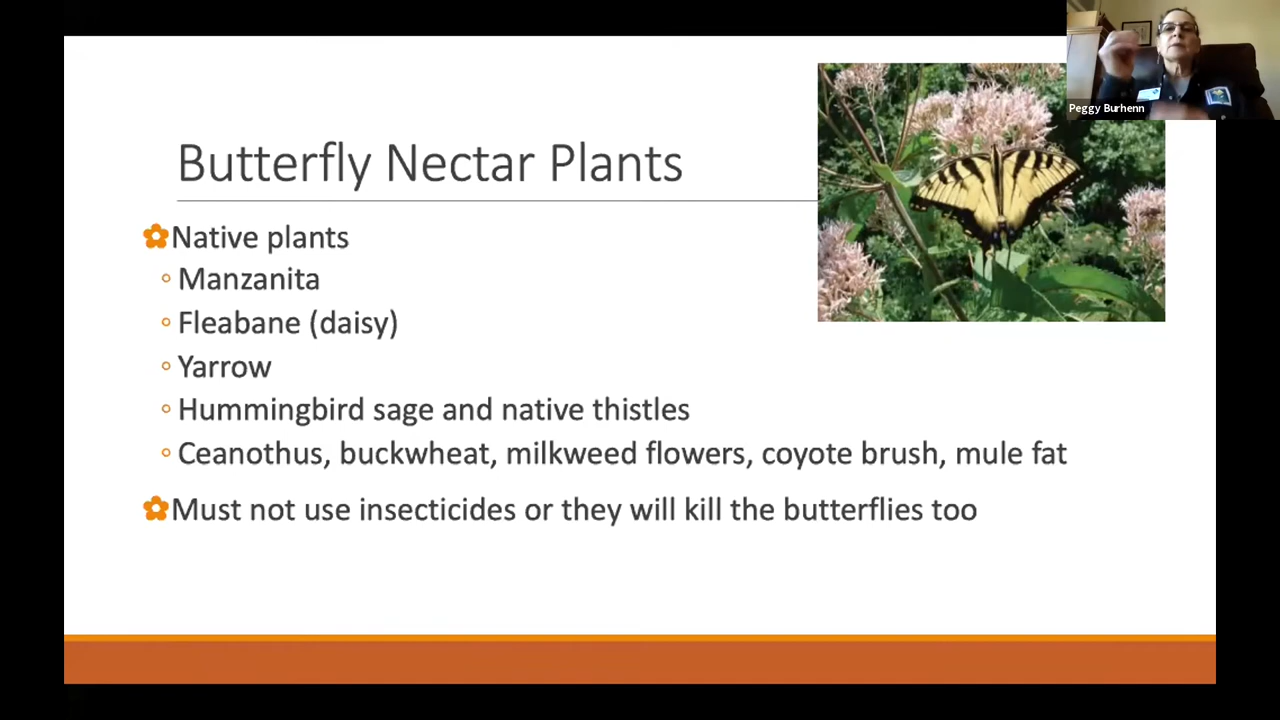 Peggy Burhenn
Butterfly Nectar Plants
Native plants
Manzanita
Fleabane (daisy)
Yarrow
Hummingbird sage and native thistles
Ceanothus, buckwheat, milkweed flowers, coyote brush, mule fat
Must not use insecticides or they will kill the butterflies too